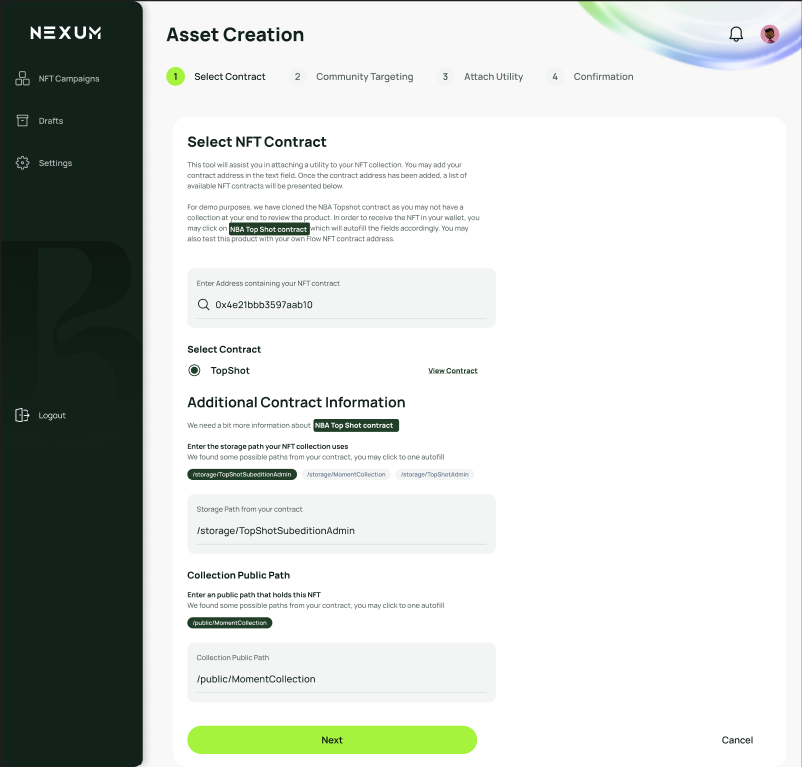 NEXUM
NFT Campaigns
Drafts
Settings
Logout
Asset Creation
1 Select Contract 2 Community Targeting 3 Attach Utility 4 Confirmation
Select NFT Contract
This tool will assist you in attaching a utility to your NFT collection. You may add your
contract address in the text field. Once the contract address has been added, a list of
available NFT contracts will be presented below.
For demo purposes, we have cloned the NBA Topshot contract as you may not have a
collection at your end to review the product. In order to receive the NFT in your wallet, you
may click on NBA Top Shot contract which will autofill the fields accordingly. You may
also test this product with your own Flow NFT contract address.
Enter Address containing your NFT contract
0x4e21bbb3597aab10
Select Contract
TopShot View Contract
Additional Contract Information
We need a bit more information about NBA Top Shot contract
Enter the storage path your NFT collection uses
We found some possible paths from your contract, you may click to one autofill
/storage/TopShotSubeditionAdmin /storage/MomentCollection /storage/TopShotAdmin
Storage Path from your contract
/storage/TopShotSubeditionAdmin
Collection Public Path
Enter an public path that holds this NFT
We found some possible paths from your contract, you may click to one autofill
/public/MomentCollection
Collection Public Path
/public/MomentCollection
Next
Cancel